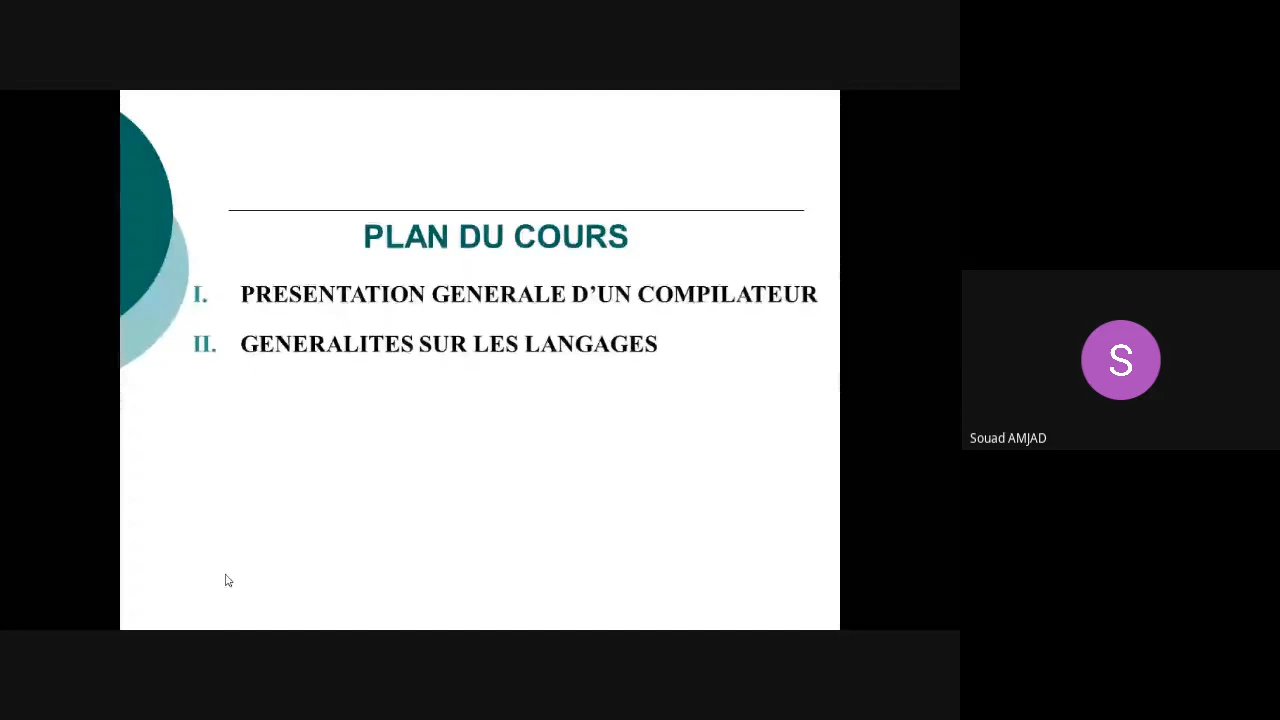 PLAN DU COURS
I. PRESENTATION GENERALE D’UN COMPILATEUR
II. GENERALITES SUR LES LANGAGES
S
Souad AMJAD